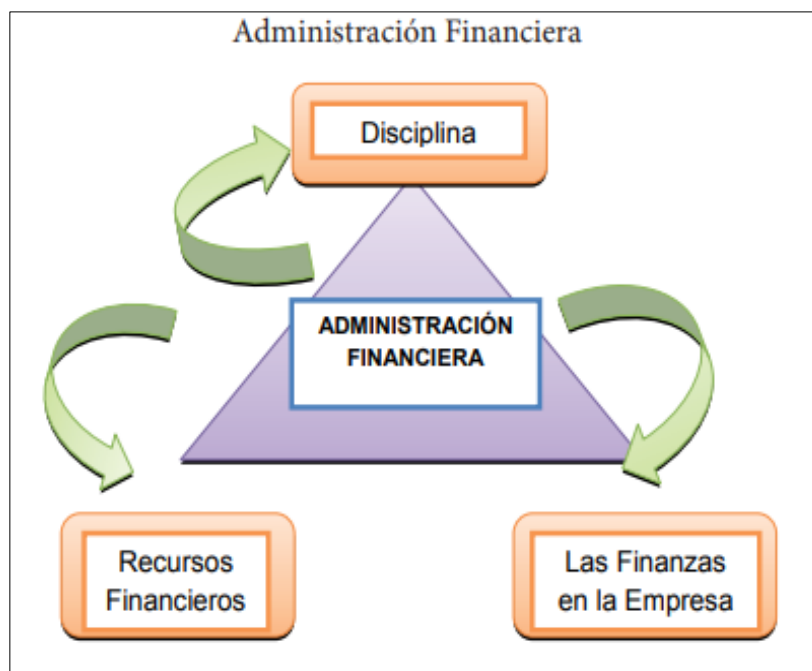 Administración Financiera
Disciplina
ADMINISTRACIÓN
FINANCIERA
Recursos
Financieros
Las Finanzas
en la Empresa